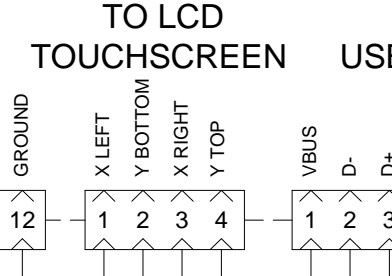 TO LCD
TOUCHSCREEN
GROUND
X LEFT
Y BOTTOM
X RIGHT
Y TOP
VBUS
D-
D+
12
1 2 3 4
1 2 3